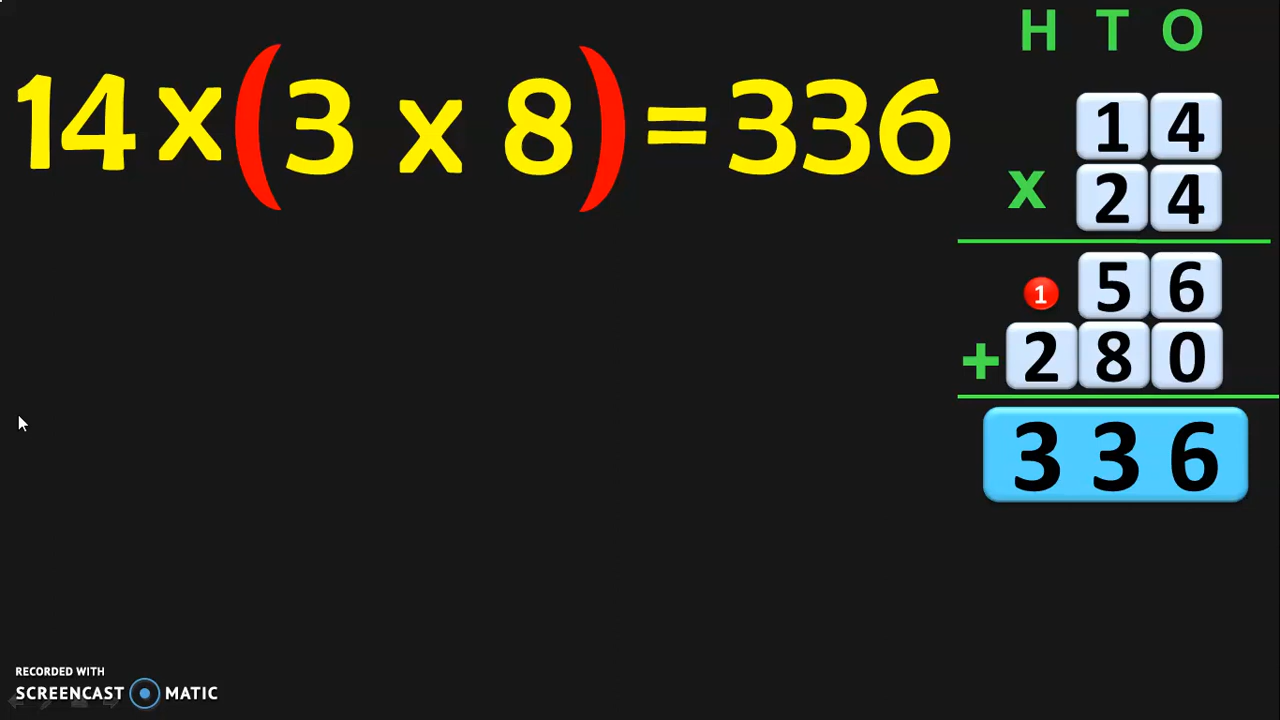 14 x (3 x 8) = 336
H T O
1 4
x 2 4
1 5 6
+ 2 8 0
3 3 6
RECORDED WITH
SCREENCAST MATIC